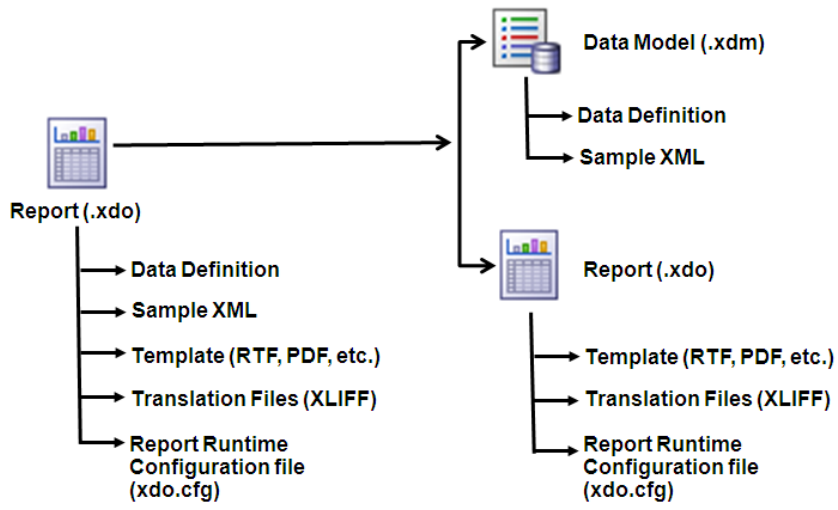 Report (.xdo)
Data Definition
Sample XML
Template (RTF, PDF, etc.)
Translation Files (XLIFF)
Report Runtime
Configuration file
(xdo.cfg)
Data Model (.xdm)
Data Definition
Sample XML
Report (.xdo)
Template (RTF, PDF, etc.)
Translation Files (XLIFF)
Report Runtime
Configuration file
(xdo.cfg)